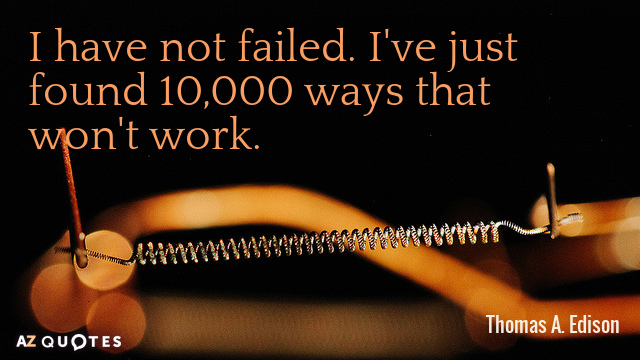 I have not failed. I've just
found 10,000 ways that
won't work.
Thomas A. Edison
AZ QUOTES